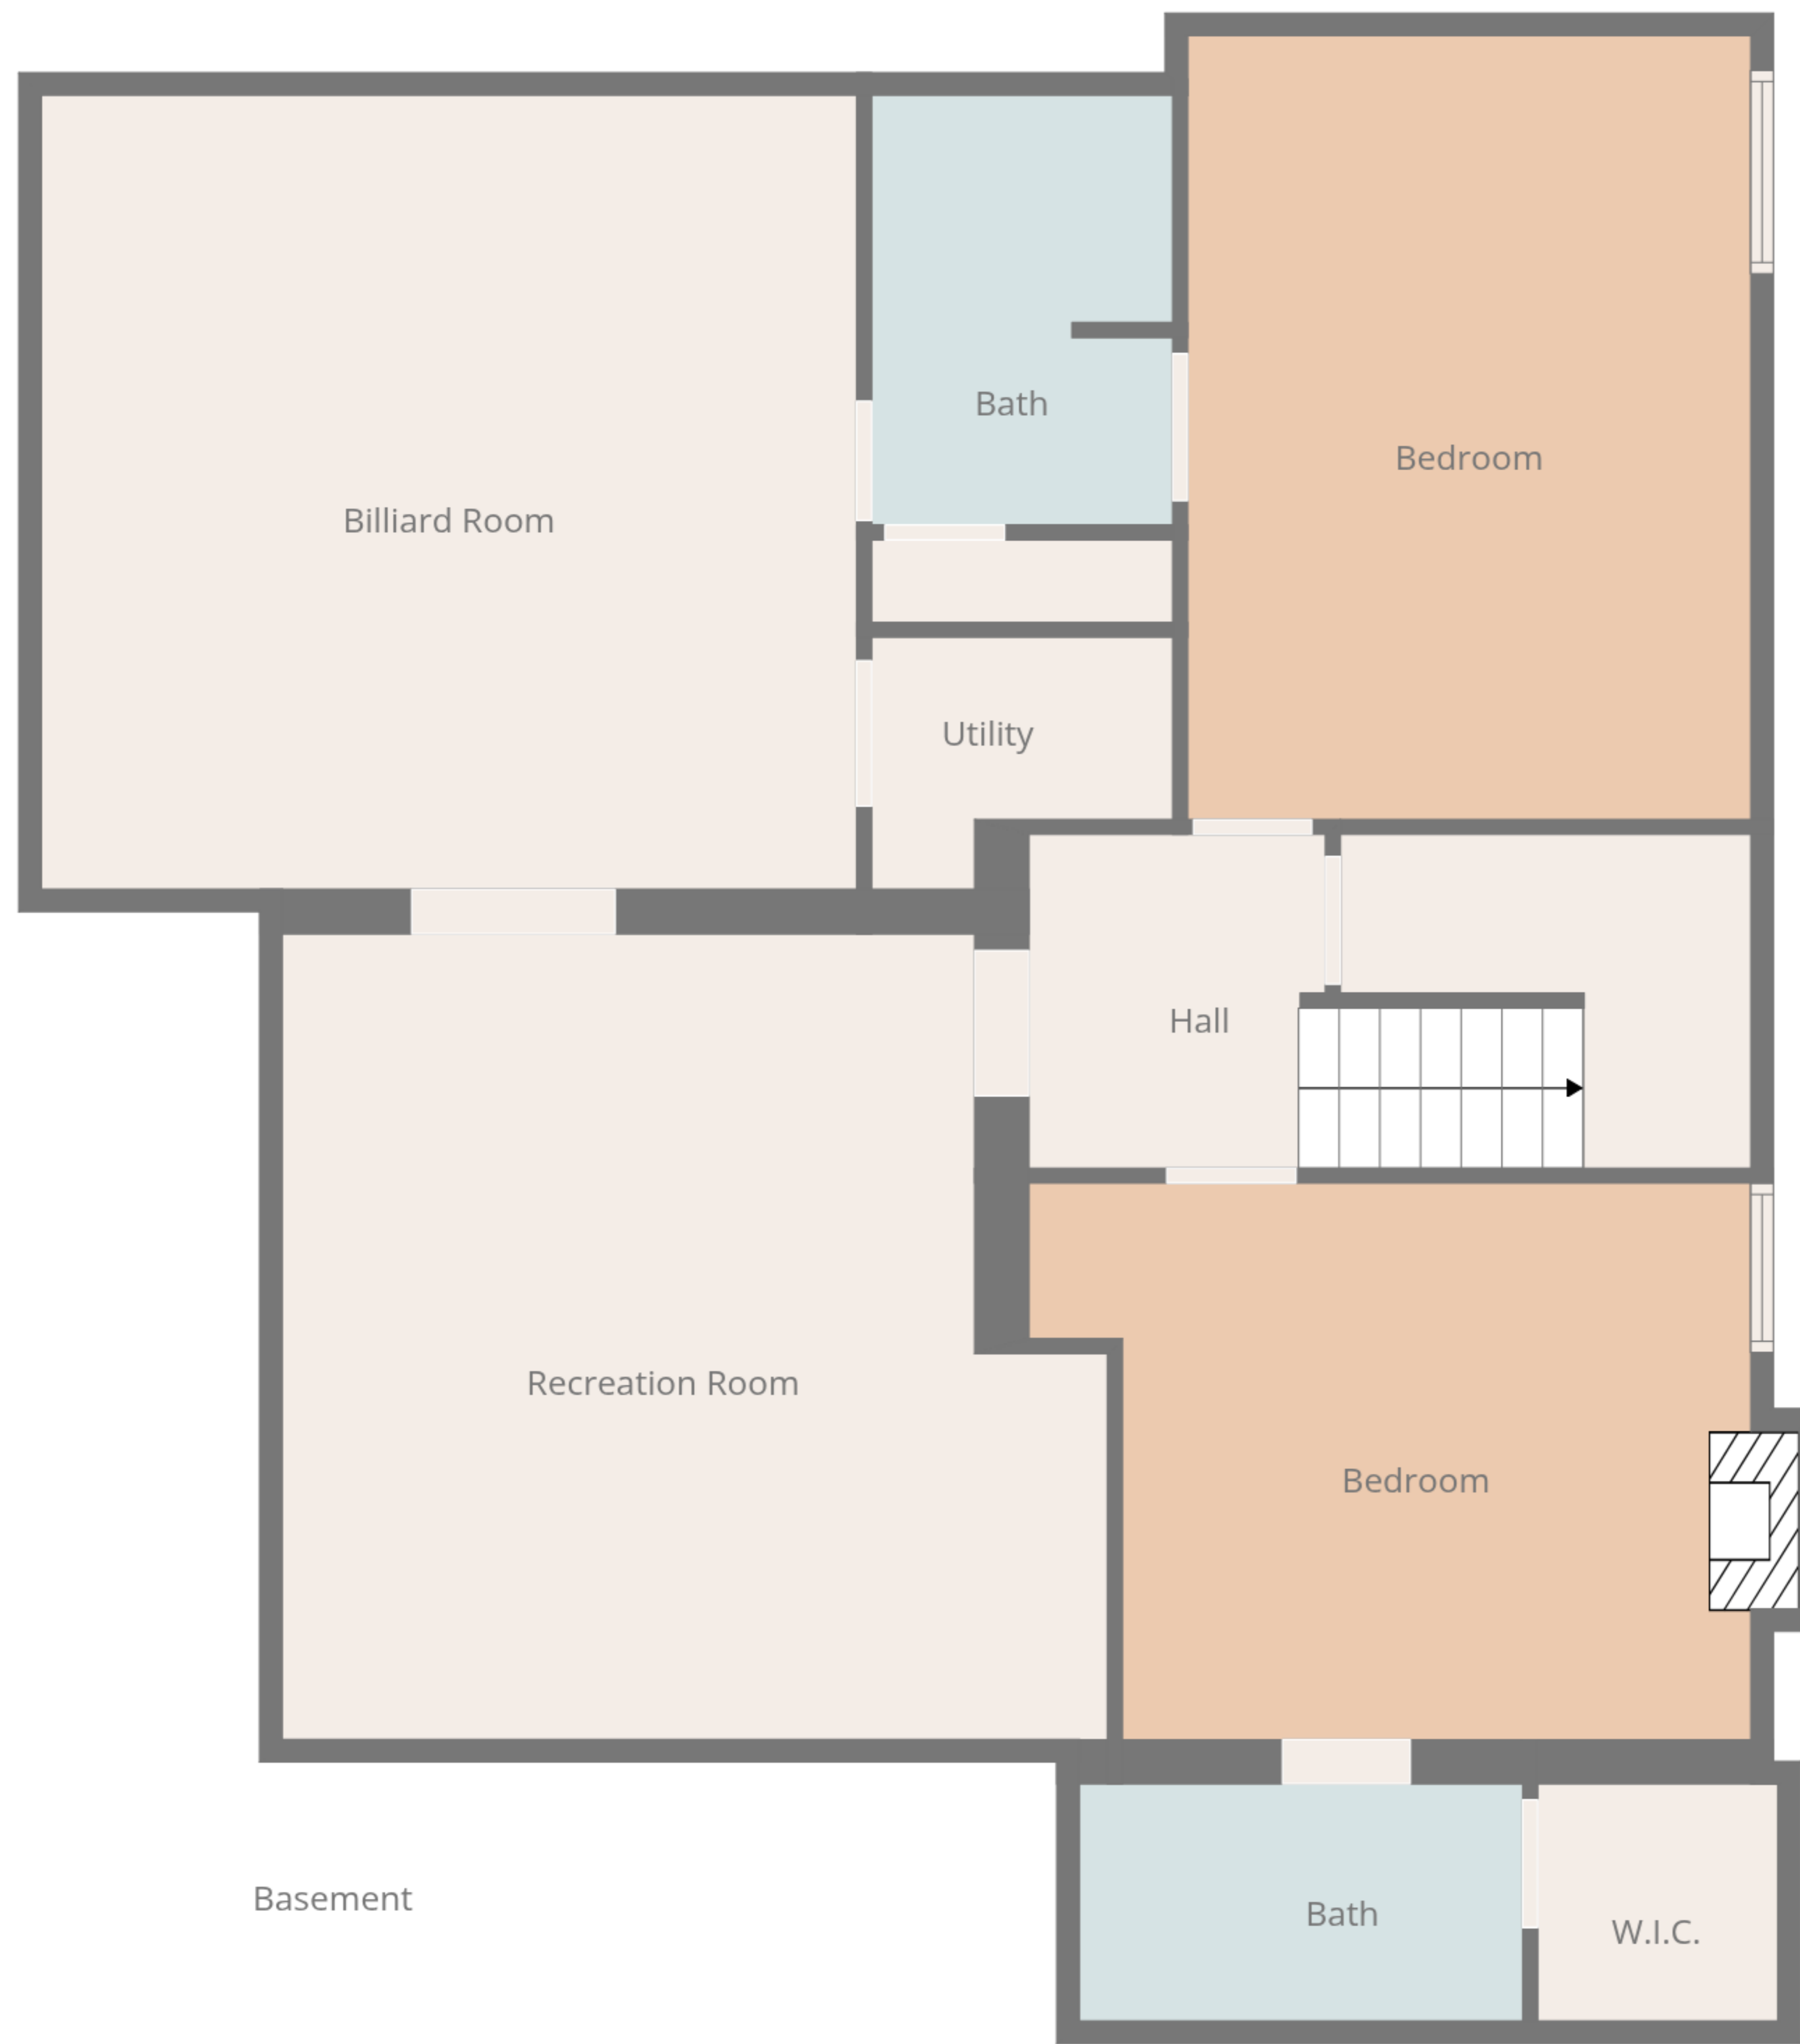 Bath
Bedroom
Billiard Room
Utility
Hall
Recreation Room
Bedroom
Basement
Bath
W.I.C.